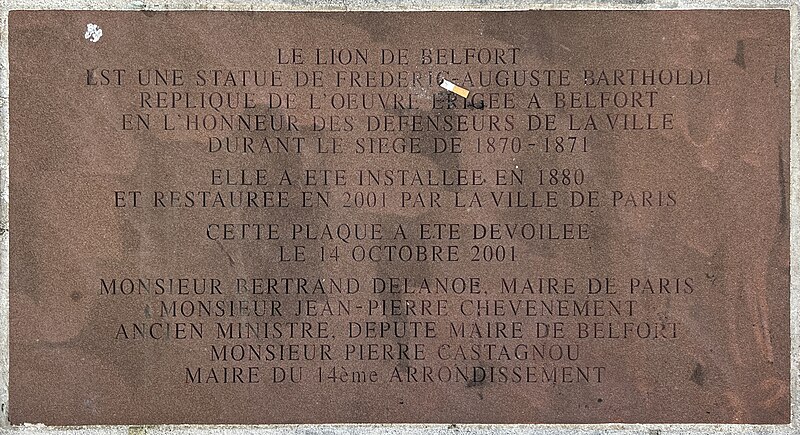 LE LION DE BELFORT
EST UNE STATUE DE FREDERIC-AUGUSTE BARTHOLDI
REPLIQUE DE L'OEUVRE ERIGEE A BELFORT
EN L'HONNEUR DES DEFENSEURS DE LA VILLE
DURANT LE SIEGE DE 1870-1871
ELLE A ETE INSTALLEE EN 1880
ET RESTAUREE EN 2001 PAR LA VILLE DE PARIS
CETTE PLAQUE A ETE DEVOILEE
LE 14 OCTOBRE 2001
MONSIEUR BERTRAND DELANOE, MAIRE DE PARIS
MONSIEUR JEAN-PIERRE CHEVENEMENT
ANCIEN MINISTRE, DEPUTE MAIRE DE BELFORT
MONSIEUR PIERRE CASTAGNOU
MAIRE DU 14ème ARRONDISSEMENT